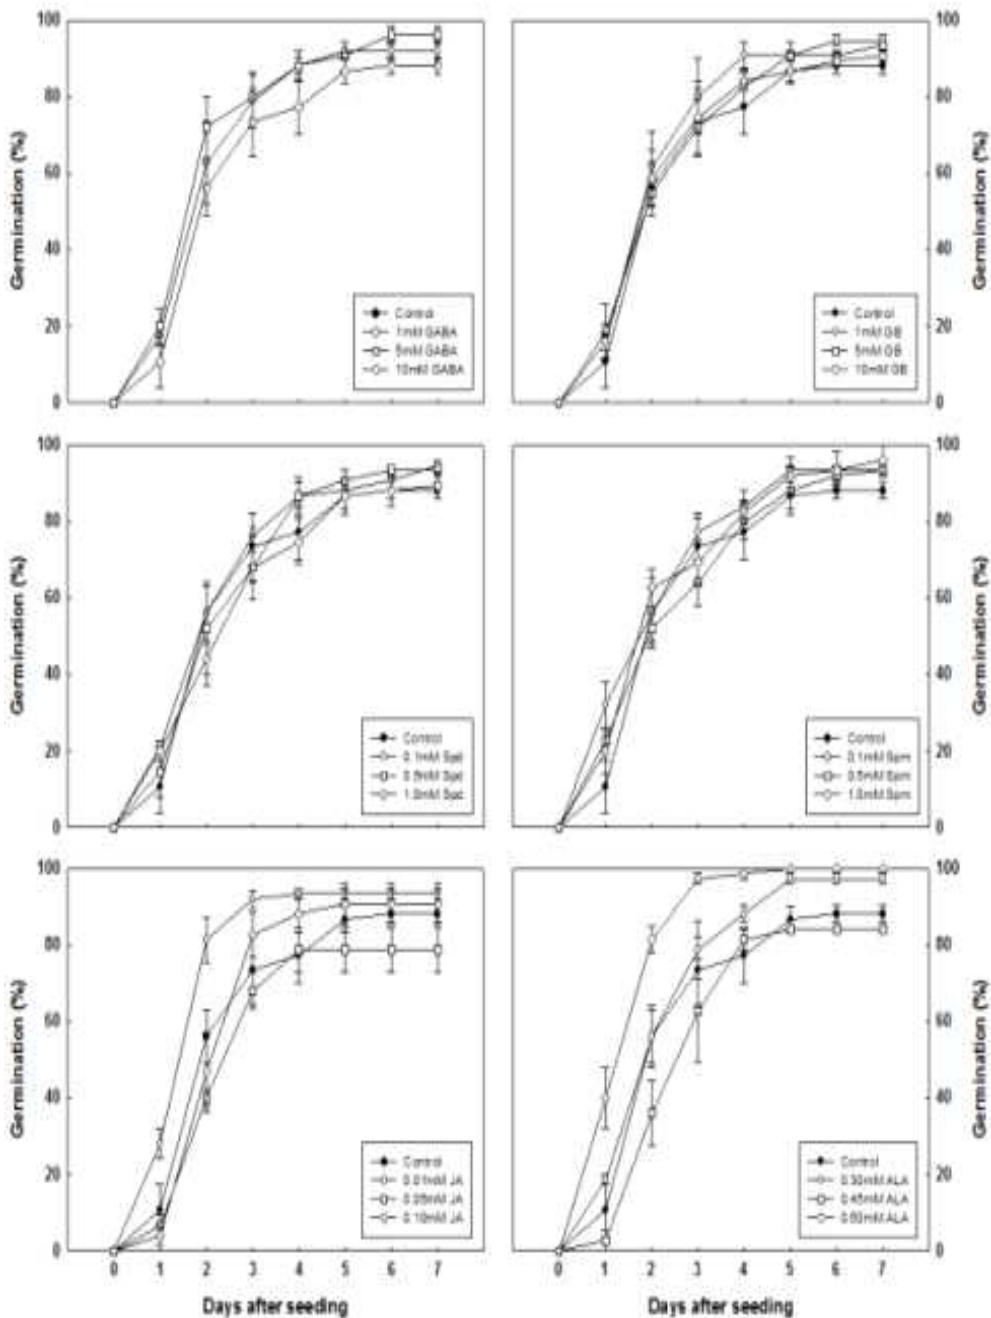 100
80
60
40
20
0
Germination (%)
Control
1mM GABA
5mM GABA
10mM GABA
100
80
60
40
20
0
Germination (%)
Control
1mM GB
5mM GB
10mM GB
100
80
60
40
20
0
Germination (%)
Control
0.1mM Spd
0.5mM Spd
1.0mM Spd
100
80
60
40
20
0
Germination (%)
Control
0.1mM Spm
0.5mM Spm
1.0mM Spm
100
80
60
40
20
0
Germination (%)
Control
0.01mM JA
0.05mM JA
0.10mM JA
0 1 2 3 4 5 6 7
Days after seeding
100
80
60
40
20
0
Germination (%)
Control
0.30mM ALA
0.45mM ALA
0.60mM ALA
0 1 2 3 4 5 6 7
Days after seeding